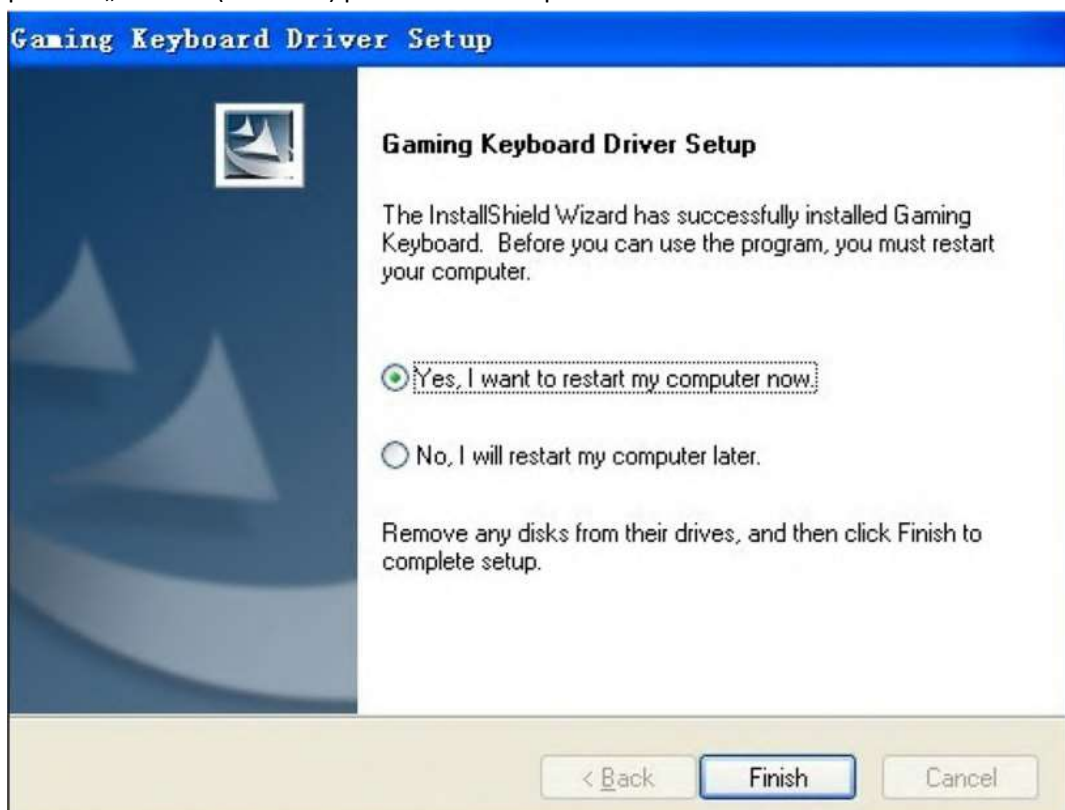 Gaming Keyboard Driver Setup
Gaming Keyboard Driver Setup
The InstallShield Wizard has successfully installed Gaming
Keyboard. Before you can use the program, you must restart
your computer.
Yes, I want to restart my computer now.
No, I will restart my computer later.
Remove any disks from their drives, and then click Finish to
complete setup.
< Back Finish Cancel